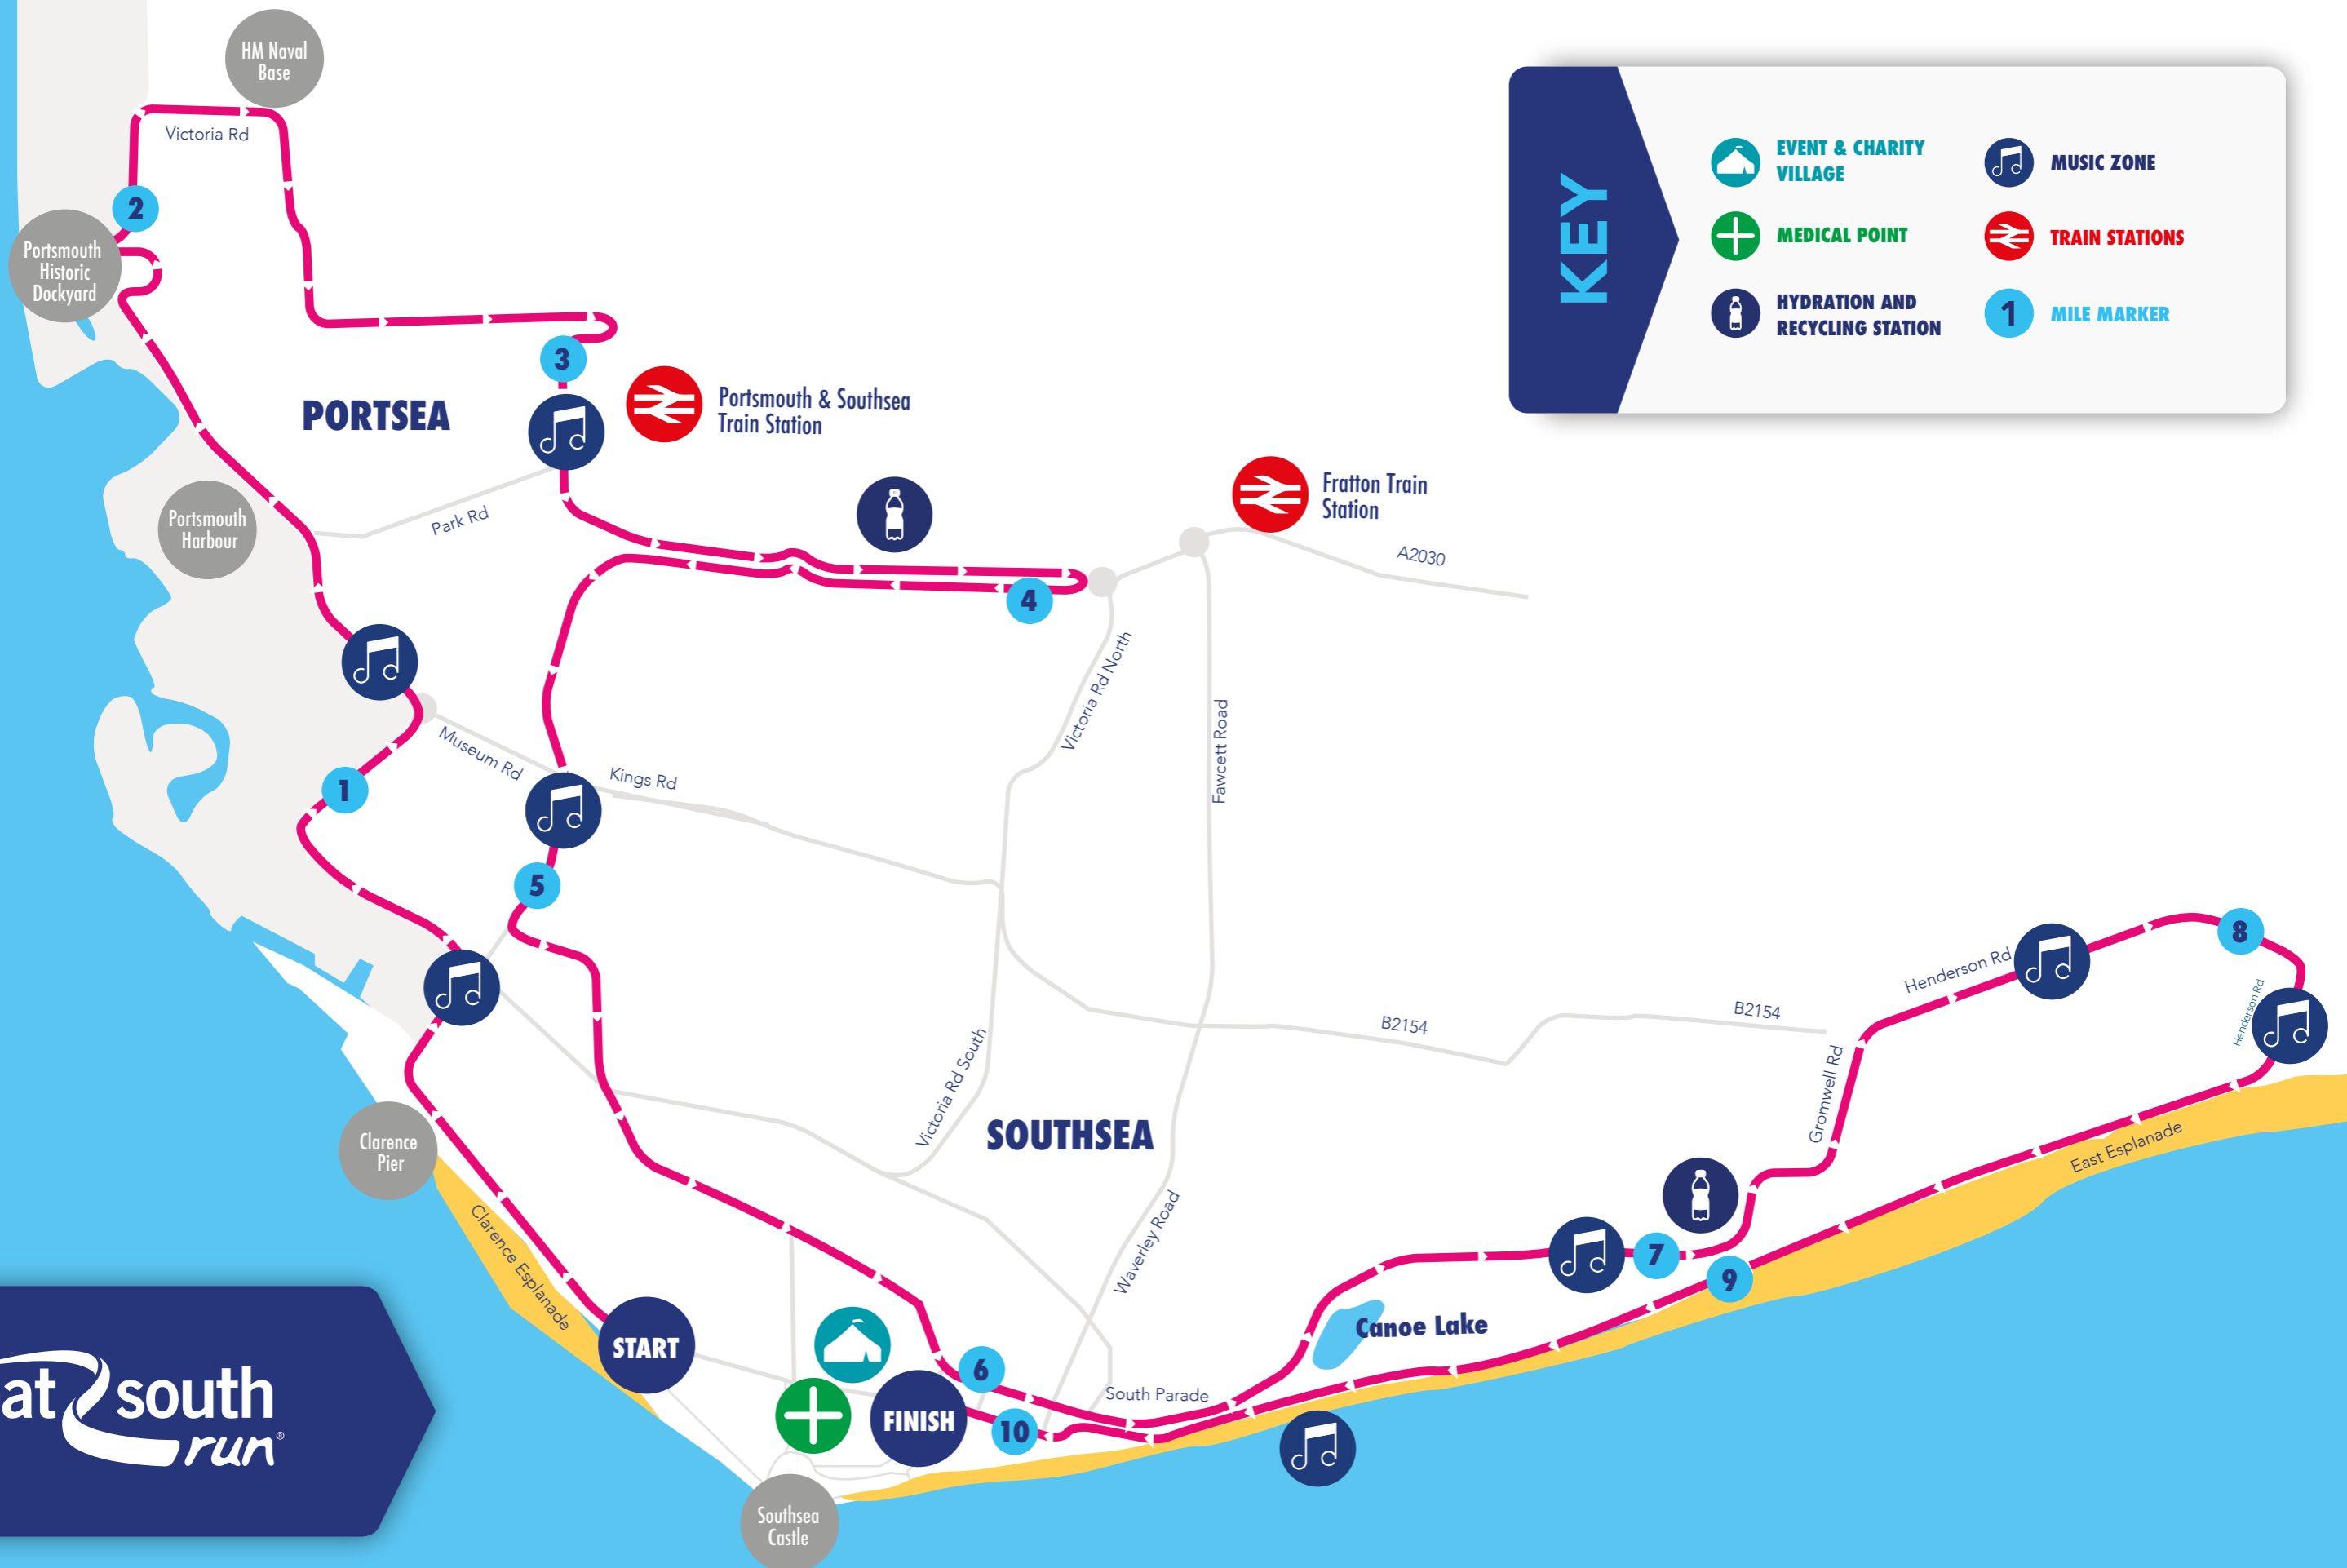 HM Naval
Base
Victoria Rd
2
Portsmouth
Historic
Dockyard
3
PORTSEA
Portsmouth & Southsea
Train Station
Park Rd
Portsmouth
Harbour
Fratton Train
Station
A2030
4
Victoria Rd North
Fawcett Road
Museum Rd
Kings Rd
1
5
KEY
EVENT & CHARITY
VILLAGE
MEDICAL POINT
HYDRATION AND
RECYCLING STATION
MUSIC ZONE
TRAIN STATIONS
1
MILE MARKER
8
Henderson Rd
Henderson Rd
B2154
B2154
Gromwell Rd
Victoria Rd South
SOUTHSEA
Clarence
Pier
East Esplanade
Waverley Road
Clarence Esplanade
7
9
Canoe Lake
START
6
South Parade
FINISH
10
Southsea
Castle
at south
run®